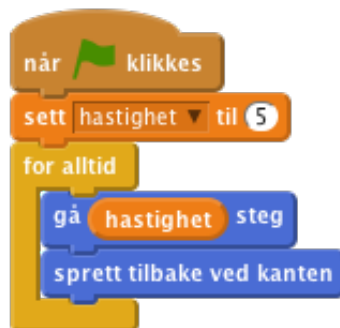 når klikkes
sett hastighet til 5
for alltid
gå hastighet steg
sprett tilbake ved kanten